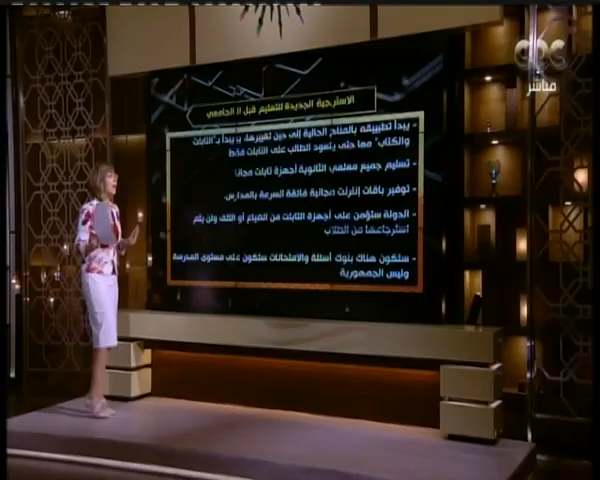 cbc
مباشر
الاستراتيجية الجديدة للتعليم قبل الجامعي
- يبدأ تطبيقه بالمناهج الحالية إلى حين تغييرها، يبدأ بـ "التابلت
والكتاب" معا حتى يتعود الطالب على التابلت فقط
- تسليم جميع معلمي الثانوية أجهزة تابلت مجانا
- توفير باقات إنترنت مجانية فائقة السرعة بالمدارس.
- الدولة ستؤمن على أجهزة التابلت من الضياع أو التلف ولن يتم
استرجاعها من الطلاب
- ستكون هناك بنوك أسئلة والامتحانات ستكون على مستوى المدرسة
وليس الجمهورية